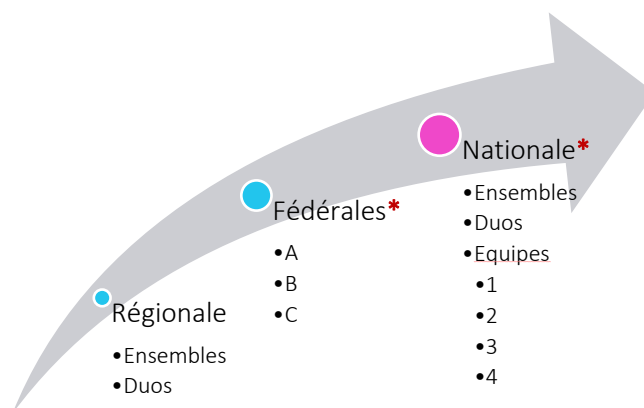 Régionale
•Ensembles
•Duos
Fédérales*
•A
•B
•C
Nationale*
•Ensembles
•Duos
•Equipes
•1
•2
•3
•4